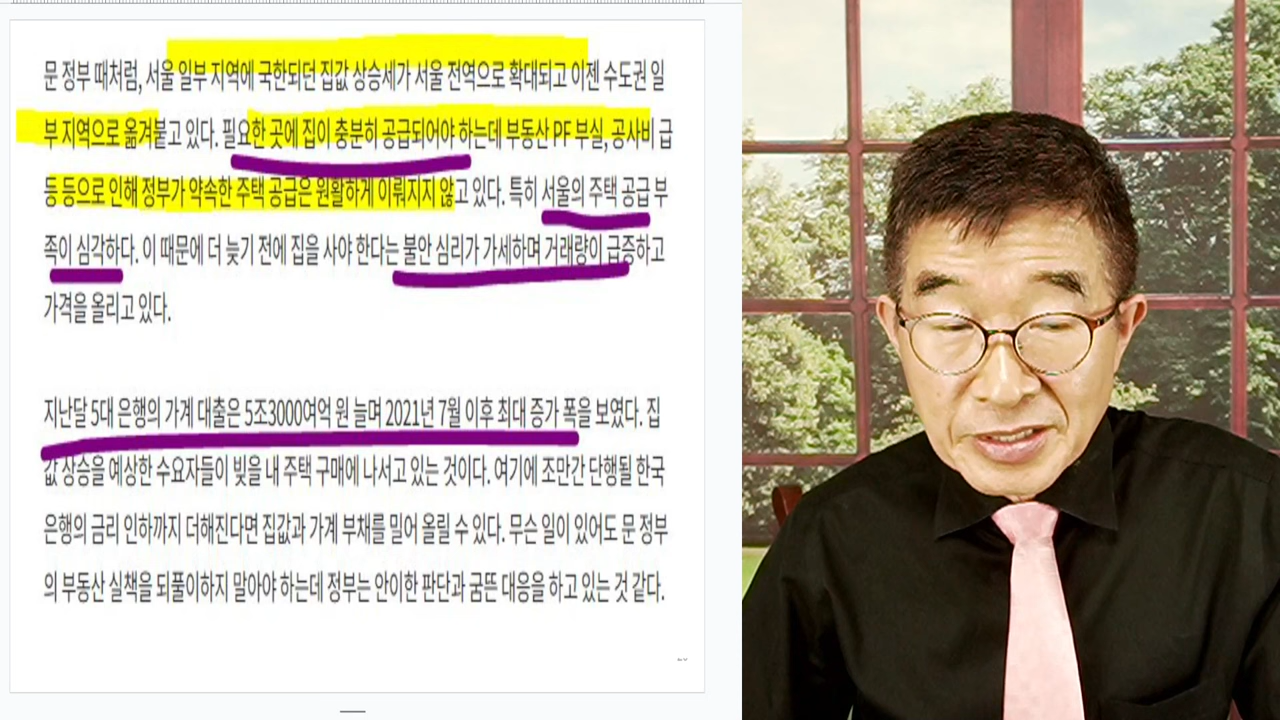 문 정부 때처럼, 서울 일부 지역에 국한되던 집값 상승세가 서울 전역으로 확대되고 이젠 수도권 일
부 지역으로 옮겨붙고 있다. 필요한 곳에 집이 충분히 공급되어야 하는데 부동산 PF 부실, 공사비 급
등 등으로 인해 정부가 약속한 주택 공급은 원활하게 이뤄지지 않고 있다. 특히 서울의 주택 공급 부
족이 심각하다. 이 때문에 더 늦기 전에 집을 사야 한다는 불안 심리가 가세하며 거래량이 급증하고
가격을 올리고 있다.
지난달 5대 은행의 가계 대출은 5조3000여억 원 늘며 2021년 7월 이후 최대 증가 폭을 보였다. 집
값 상승을 예상한 수요자들이 빚을 내 주택 구매에 나서고 있는 것이다. 여기에 조만간 단행될 한국
은행의 금리 인하까지 더해진다면 집값과 가계 부채를 밀어 올릴 수 있다. 무슨 일이 있어도 문 정부
의 부동산 실책을 되풀이하지 말아야 하는데 정부는 안이한 판단과 굼뜬 대응을 하고 있는 것 같다.